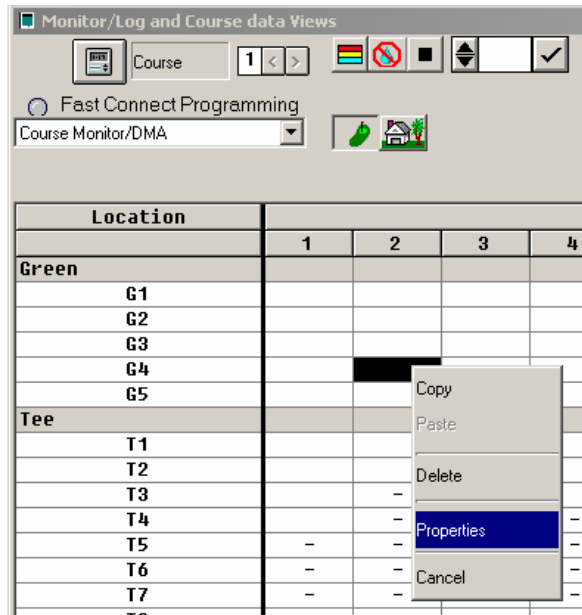 Monitor/Log and Course data Views
Course 1 < >
Fast Connect Programming
Course Monitor/DMA
Location
1 2 3 4
Green
G1
G2
G3
G4
G5
Copy
Paste
Delete
Properties
Cancel
Tee
T1
T2
T3 -
T4 - -
T5 - - -
T6 - - -
T7 - - -